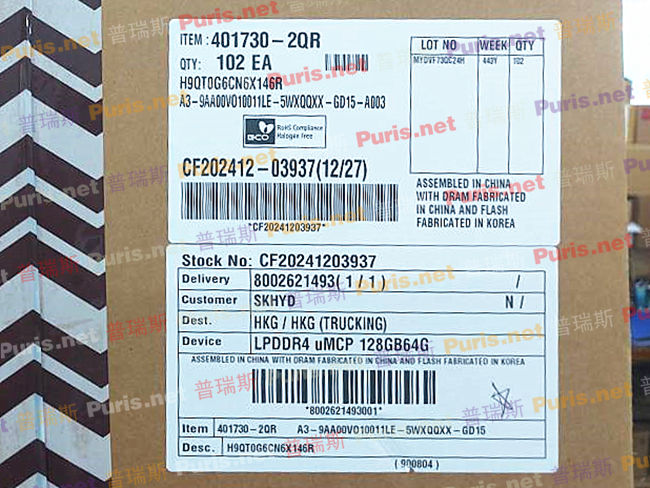 ITEM : 401730-2QR
QTY: 102 EA
H9QT0G6CN6X146R
A3-9AA00VO10011LE-5WXQQXX-GD15-A003
ECO RoHS Compliance
Halogen Free
CF202412-03937(12/27)
*CF20241203937*
LOT NO WEEK QTY
MYDVF73QC24H 443Y 102
ASSEMBLED IN CHINA
WITH DRAM FABRICATED
IN CHINA AND FLASH
FABRICATED IN KOREA
Stock No: CF20241203937
Delivery 8002621493( 1 / 1 ) /
Customer SKHYD N /
Dest. HKG / HKG (TRUCKING)
Device LPDDR4 uMCP 128GB64G
ASSEMBLED IN CHINA WITH DRAM FABRICATED IN CHINA AND FLASH FABRICATED IN KOREA
*8002621493001*
Item 401730-2QR A3-9AA00VO10011LE-5WXQQXX-GD15
Desc. H9QT0G6CN6X146R
( 900804 )
Puris.net 普瑞斯